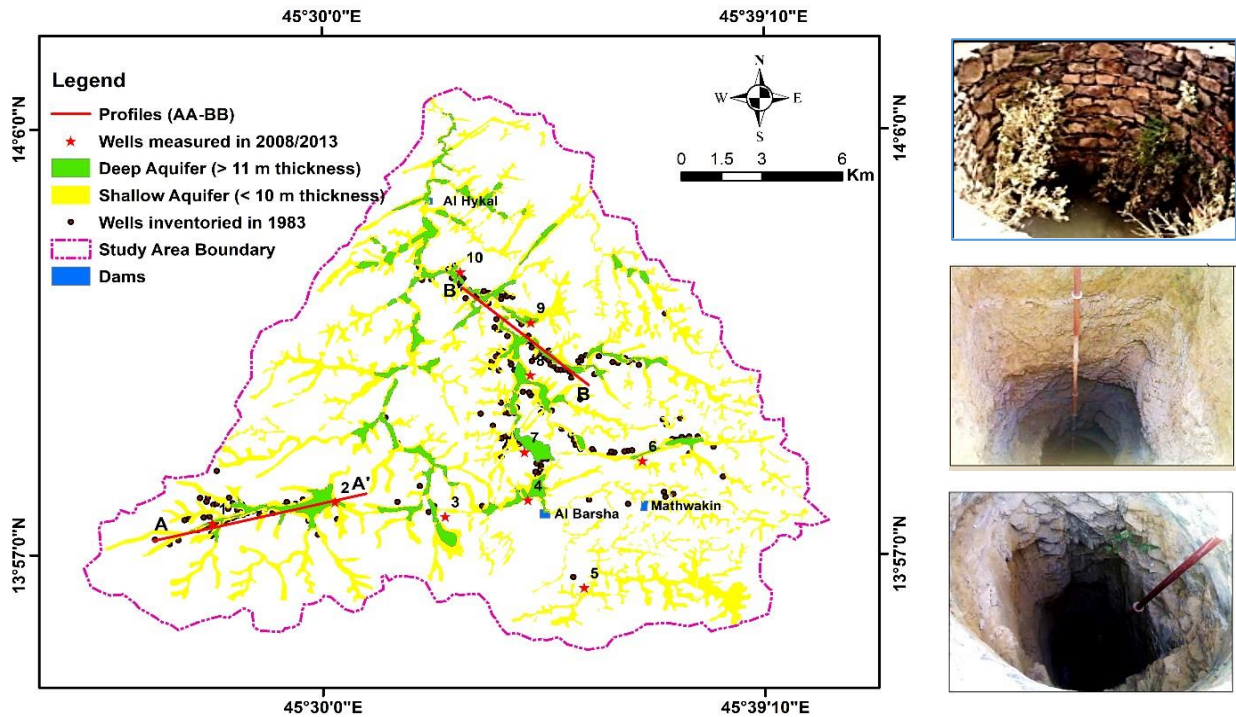 45°30'0"E
45°39'10"E
14°6'0"N
14°6'0"N
Legend
Profiles (AA-BB)
Wells measured in 2008/2013
Deep Aquifer (> 11 m thickness)
Shallow Aquifer (< 10 m thickness)
Wells inventoried in 1983
Study Area Boundary
Dams
N
W
E
S
0 1.5 3 6
Km
Al Hykal
10
B'
9
8
B
7
6
2
A'
A
1
3
4
Al Barsha
Mathwakin
5
13°57'0"N
13°57'0"N
45°30'0"E
45°39'10"E